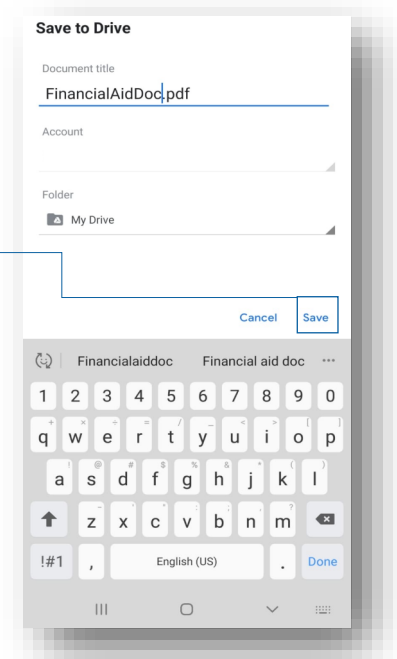 Save to Drive
Document title
FinancialAidDoc.pdf
Account
Folder
My Drive
Cancel Save
Financialaiddoc Financial aid doc ...
1 2 3 4 5 6 7 8 9 0
+ × ÷ = / _ < > [ ]
q w e r t y u i o p
! @ # $ % & * ( )
a s d f g h j k l
- ' " : ; , ?
z x c v b n m
!#1 , English (US) . Done